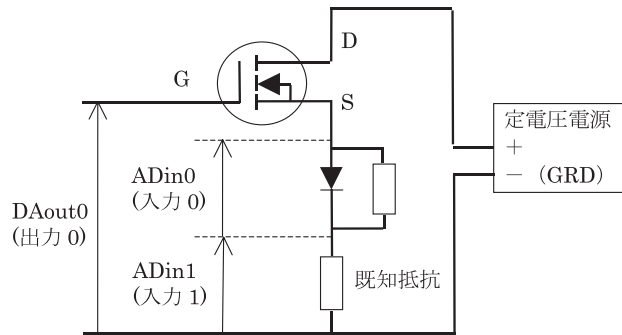 D
G
S
定電圧電源
+
− （GRD）
ADin0
(入力 0)
DAout0
(出力 0)
ADin1
(入力 1)
既知抵抗